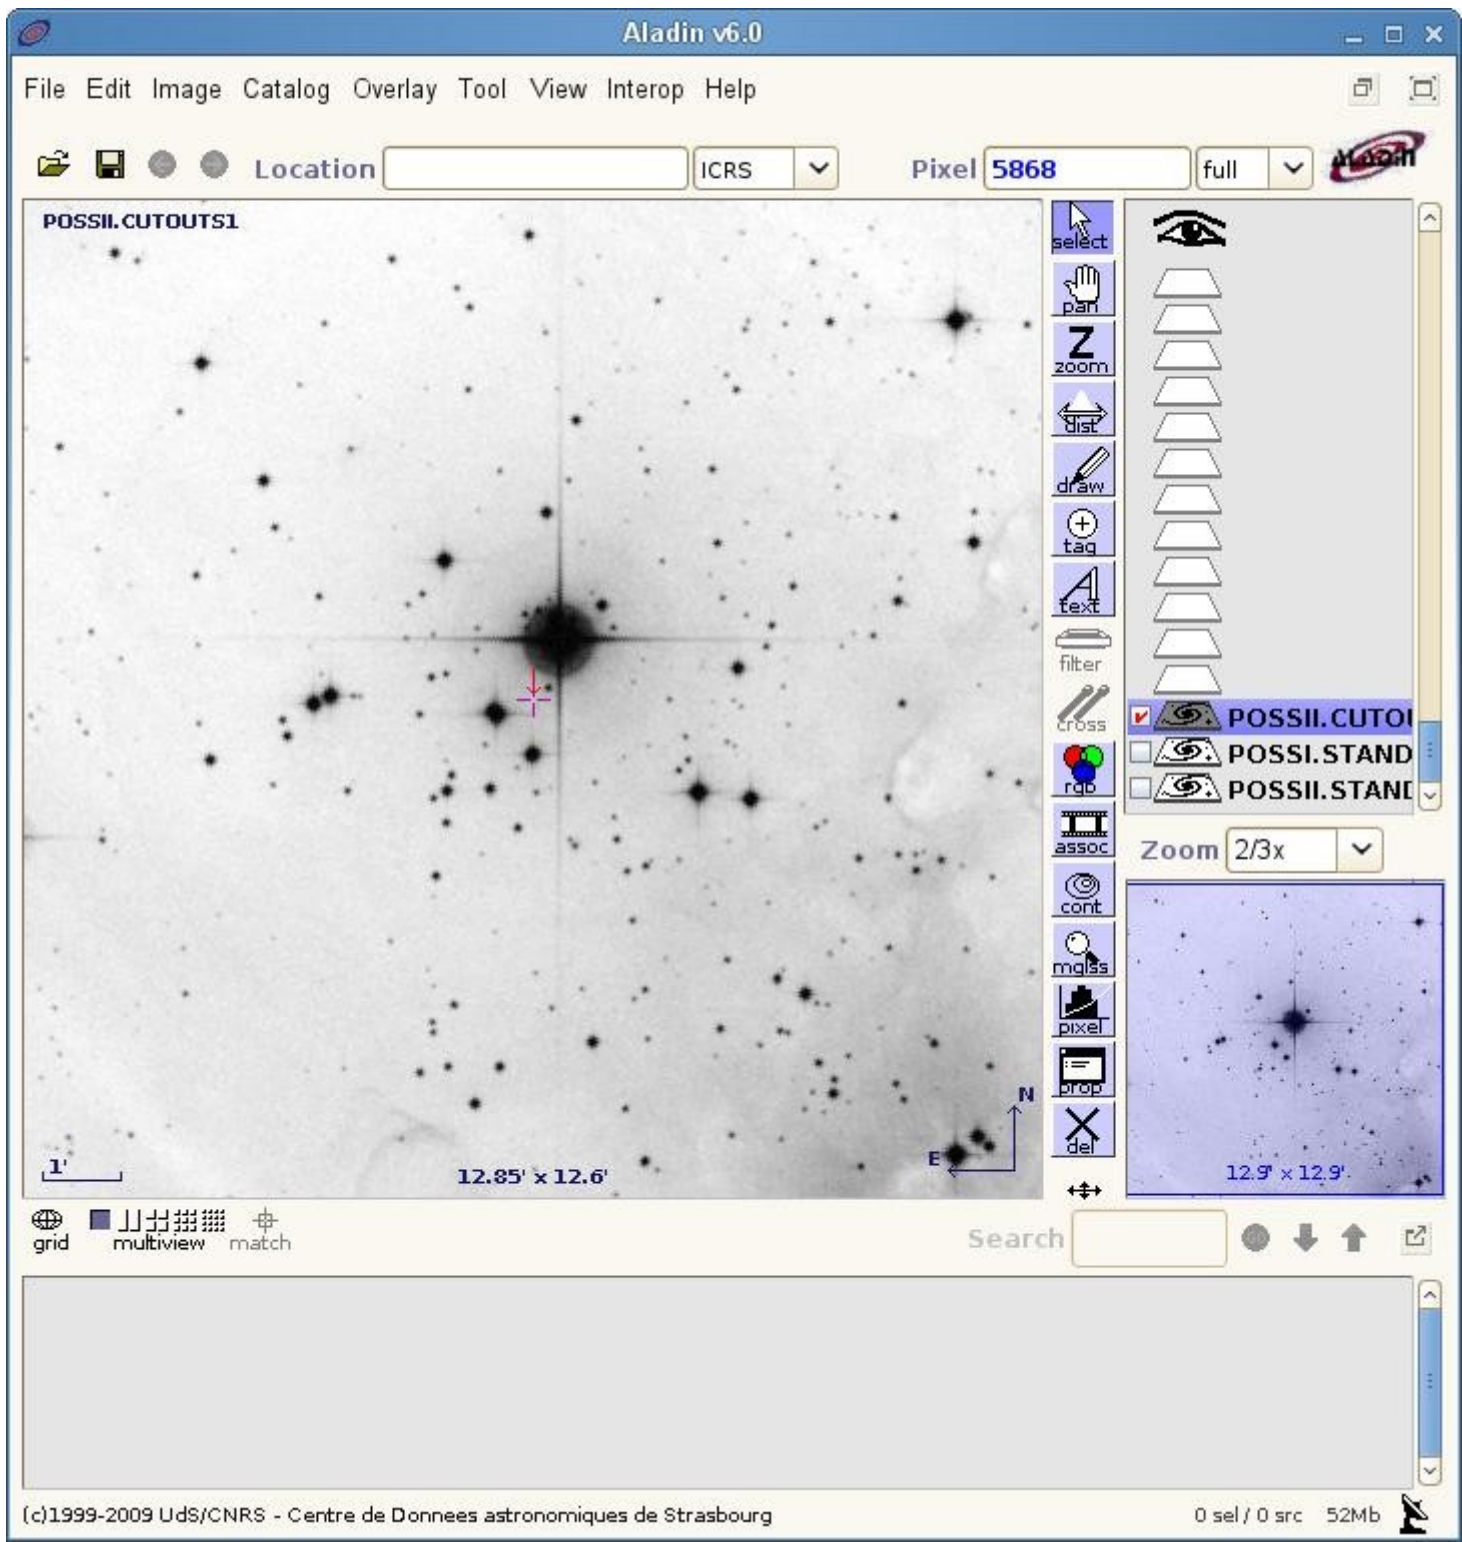 Aladin v6.0
File Edit Image Catalog Overlay Tool View Interop Help
Location ICRS Pixel 5868 full Aladin
POSSII.CUTOUTS1
select
pan
Z
zoom
dist
draw
tag
text
filter
cross
rgb
assoc
cont
mglss
pixel
prop
del
POSSII.CUTO
POSSI.STAND
POSSII.STAN
Zoom 2/3x
N
E
1'
12.85' x 12.6'
12.9' x 12.9'
grid multiview match Search
(c)1999-2009 UdS/CNRS - Centre de Donnees astronomiques de Strasbourg 0 sel / 0 src 52Mb